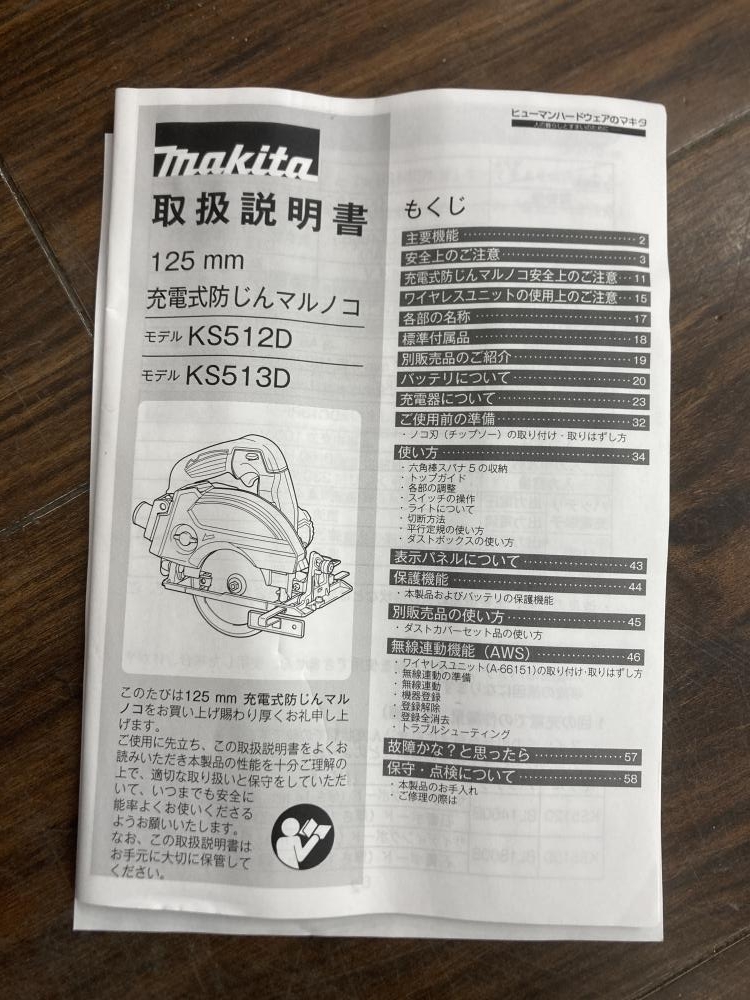 makita
取扱説明書
125 mm
充電式防じんマルノコ
モデル KS512D
モデル KS513D
このたびは125 mm 充電式防じんマル
ノコをお買い上げ賜わり厚くお礼申し上
げます。
ご使用に先立ち、この取扱説明書をよくお
読みいただき本製品の性能を十分ご理解の
上で、適切な取り扱いと保守をしていただ
いて、いつまでも安全に
能率よくお使いくださる
ようお願いいたします。
なお、この取扱説明書は
お手元に大切に保管して
ください。
ヒューマンハードウェアのマキタ
人の暮らしとすまいのために
もくじ
主要機能 2
安全上のご注意 3
充電式防じんマルノコ安全上のご注意 11
ワイヤレスユニットの使用上のご注意 15
各部の名称 17
標準付属品 18
別販売品のご紹介 19
バッテリについて 20
充電器について 23
ご使用前の準備 32
・ノコ刃（チップソー）の取り付け・取りはずし方
使い方 34
・六角棒スパナ 5 の収納
・トップガイド
・各部の調整
・スイッチの操作
・ライトについて
・切断方法
・平行定規の使い方
・ダストボックスの使い方
表示パネルについて 43
保護機能 44
・本製品およびバッテリの保護機能
別販売品の使い方 45
・ダストカバーセット品の使い方
無線連動機能（AWS） 46
・ワイヤレスユニット(A-66151)の取り付け・取りはずし方
・無線連動の準備
・無線連動
・機器登録
・登録解除
・登録全消去
・トラブルシューティング
故障かな？と思ったら 57
保守・点検について 58
・本製品のお手入れ
・ご修理の際は